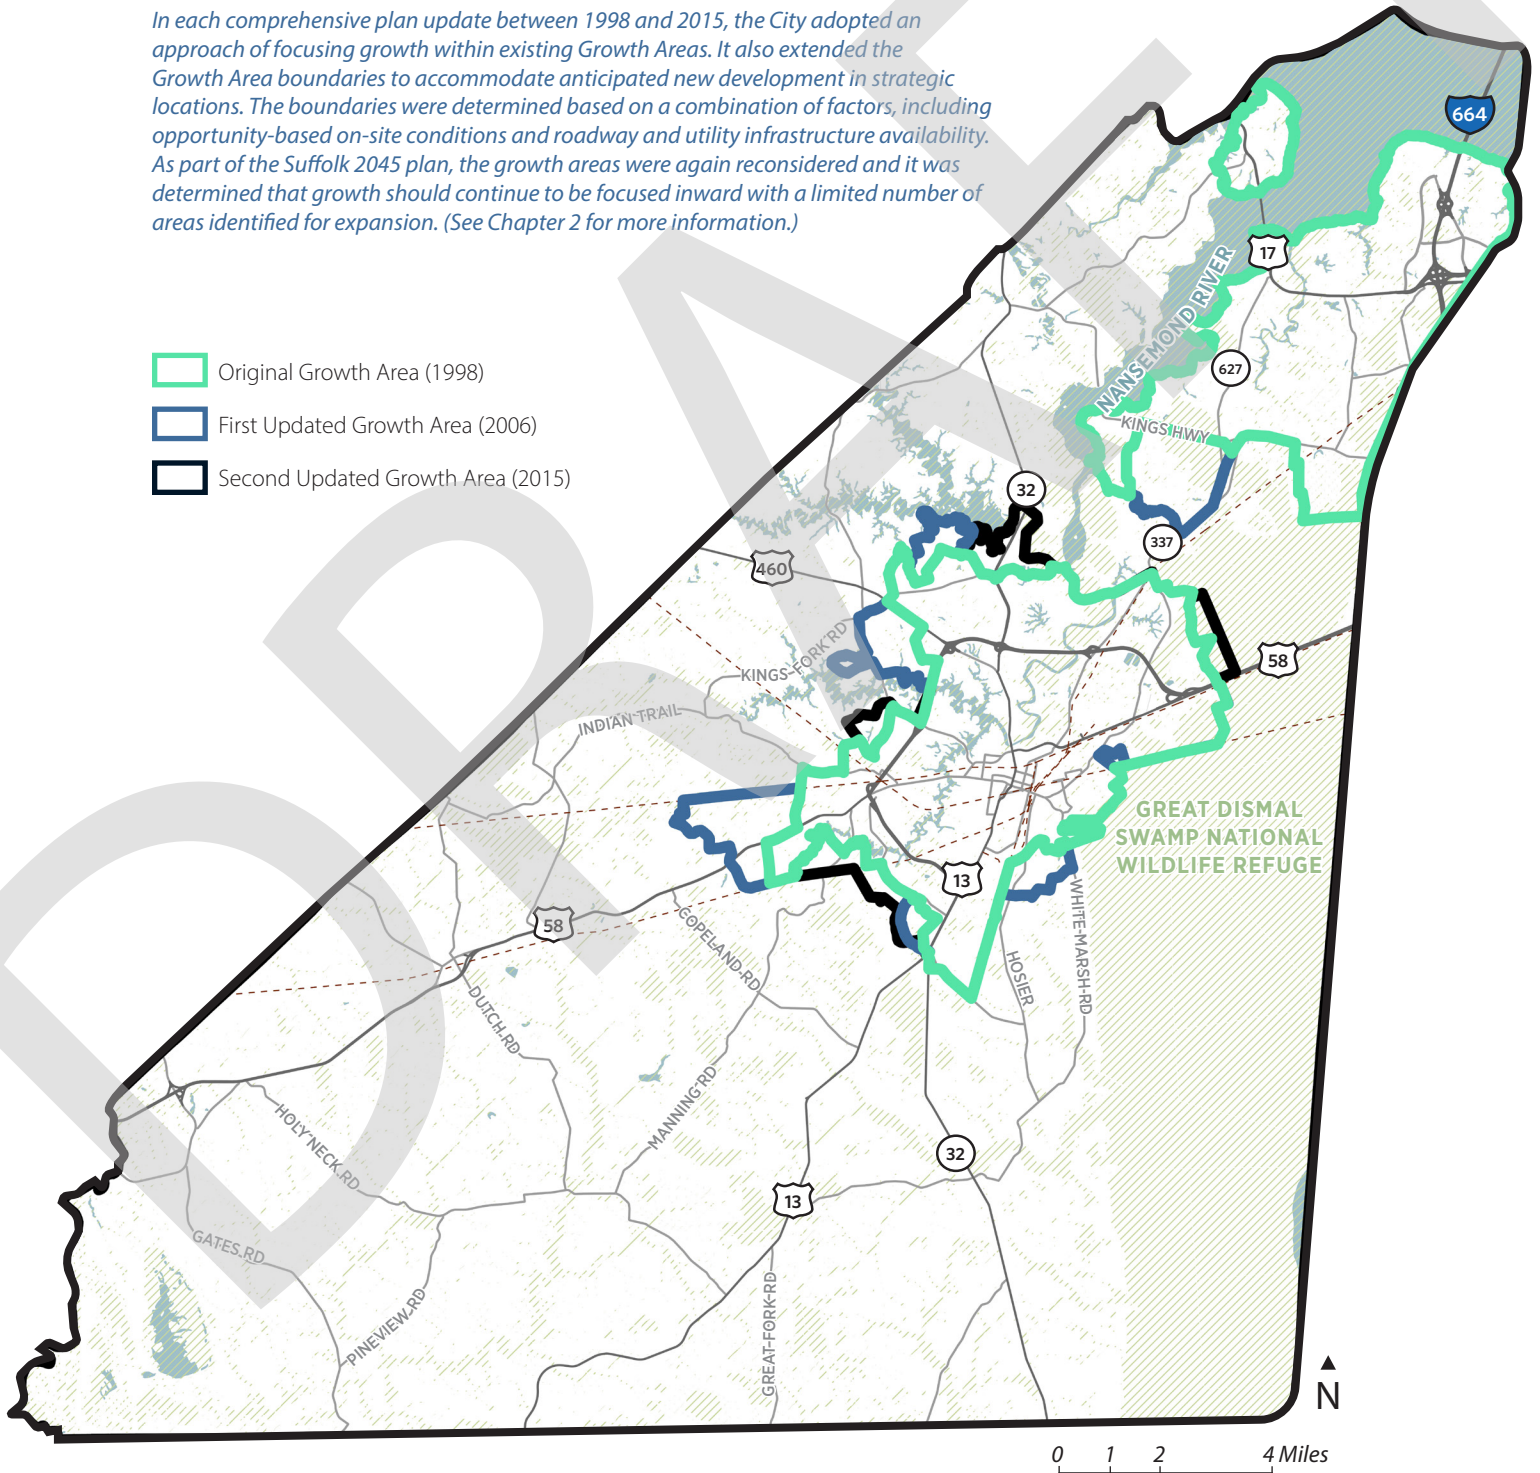 In each comprehensive plan update between 1998 and 2015, the City adopted an
approach of focusing growth within existing Growth Areas. It also extended the
Growth Area boundaries to accommodate anticipated new development in strategic
locations. The boundaries were determined based on a combination of factors, including
opportunity-based on-site conditions and roadway and utility infrastructure availability.
As part of the Suffolk 2045 plan, the growth areas were again reconsidered and it was
determined that growth should continue to be focused inward with a limited number of
areas identified for expansion. (See Chapter 2 for more information.)
Original Growth Area (1998)
First Updated Growth Area (2006)
Second Updated Growth Area (2015)
DRAFT
664
17
NANSEMOND RIVER
627
KINGS HWY
32
337
460
KINGS FORK RD
58
INDIAN TRAIL
GREAT DISMAL
SWAMP NATIONAL
WILDLIFE REFUGE
13
58
COPELAND RD
WHITE MARSH RD
HOSIER
DUTCH RD
MANNING RD
HOLY NECK RD
32
13
GATES RD
PINEVIEW RD
GREAT FORK RD
N
0 1 2 4 Miles